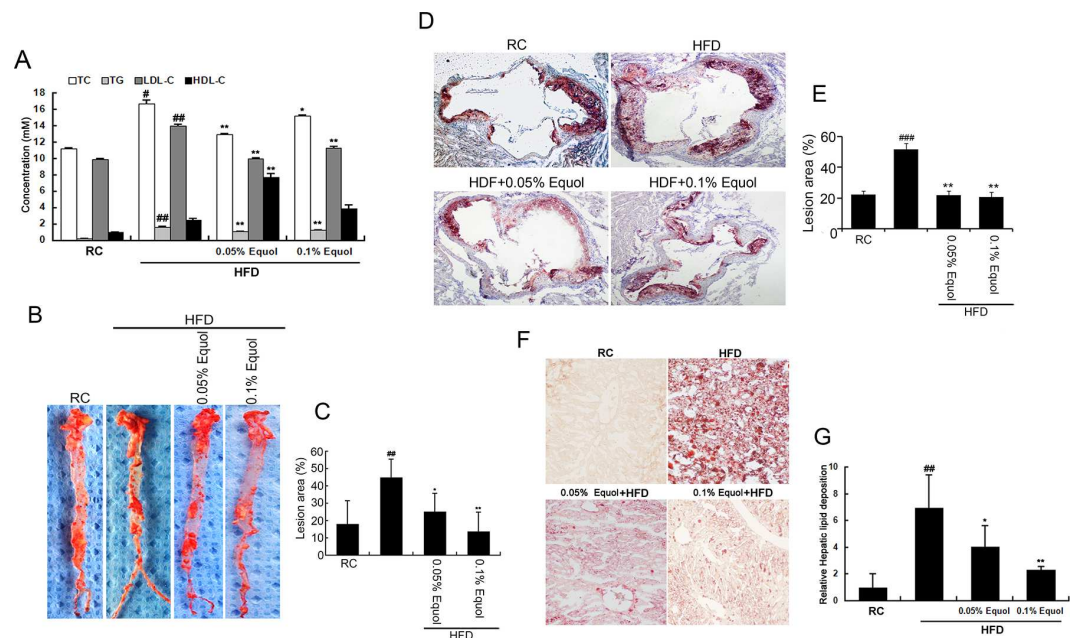 A
TC TG LDL-C HDL-C
Concentration (mM)
18
16
14
12
10
8
6
4
2
0
#
##
##
**
**
**
**
*
**
**
RC
0.05% Equol
0.1% Equol
HFD
B
HFD
RC
0.05% Equol
0.1% Equol
C
Lesion area (%)
60
50
40
30
20
10
0
##
*
**
RC
0.05% Equol
0.1% Equol
HFD
D
RC
HFD
HDF+0.05% Equol
HDF+0.1% Equol
E
Lesion area (%)
60
40
20
0
###
**
**
RC
0.05% Equol
0.1% Equol
HFD
F
RC
HFD
0.05% Equol+HFD
0.1% Equol+HFD
G
Relative Hepatic lipid deposition
10
8
6
4
2
0
##
*
**
RC
0.05% Equol
0.1% Equol
HFD